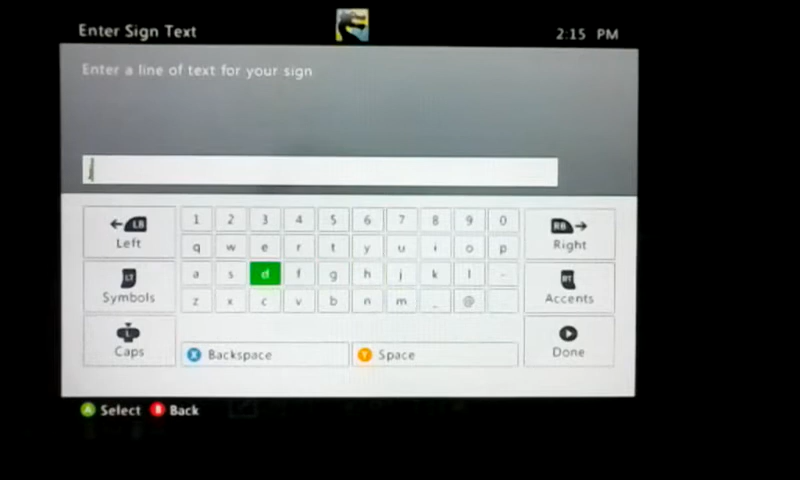 Enter Sign Text
2:15 PM
Enter a line of text for your sign
LB
Left
1 2 3 4 5 6 7 8 9 0
RB
Right
q w e r t y u i o p
LT
Symbols
a s d f g h j k l -
RT
Accents
z x c v b n m _ @
L
Caps
X Backspace
Y Space
Done
A Select B Back